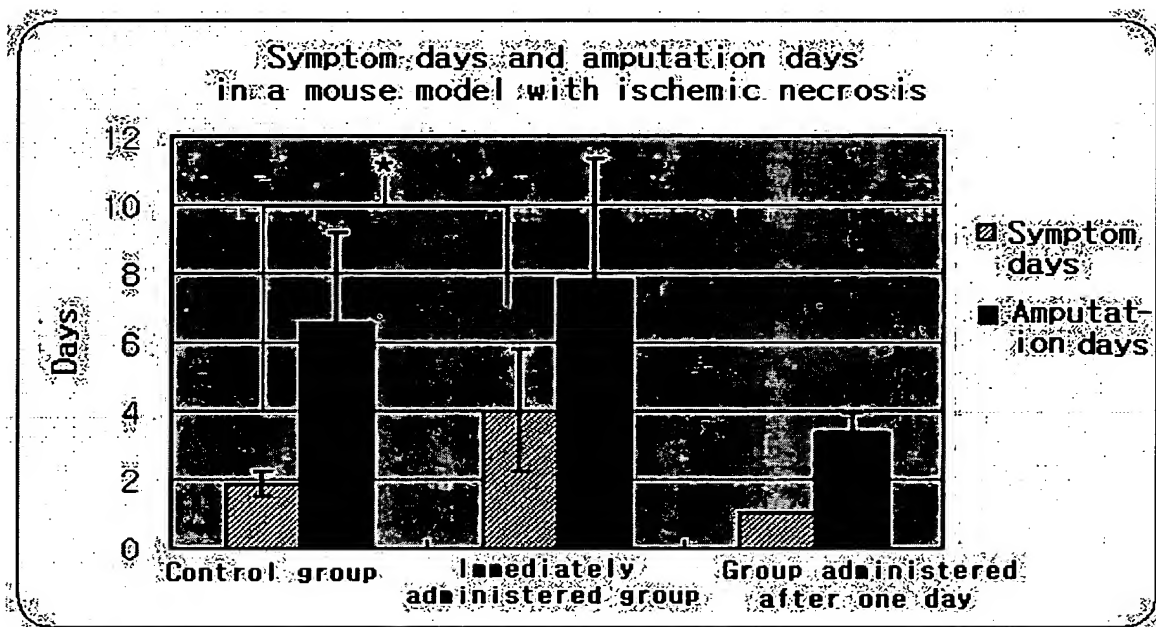 Symptom days and amputation days
in a mouse model with ischemic necrosis
12
10
8
6
4
2
0
Days
*
Symptom
days
Amputat-
ion days
Control group
Immediately
administered group
Group administered
after one day